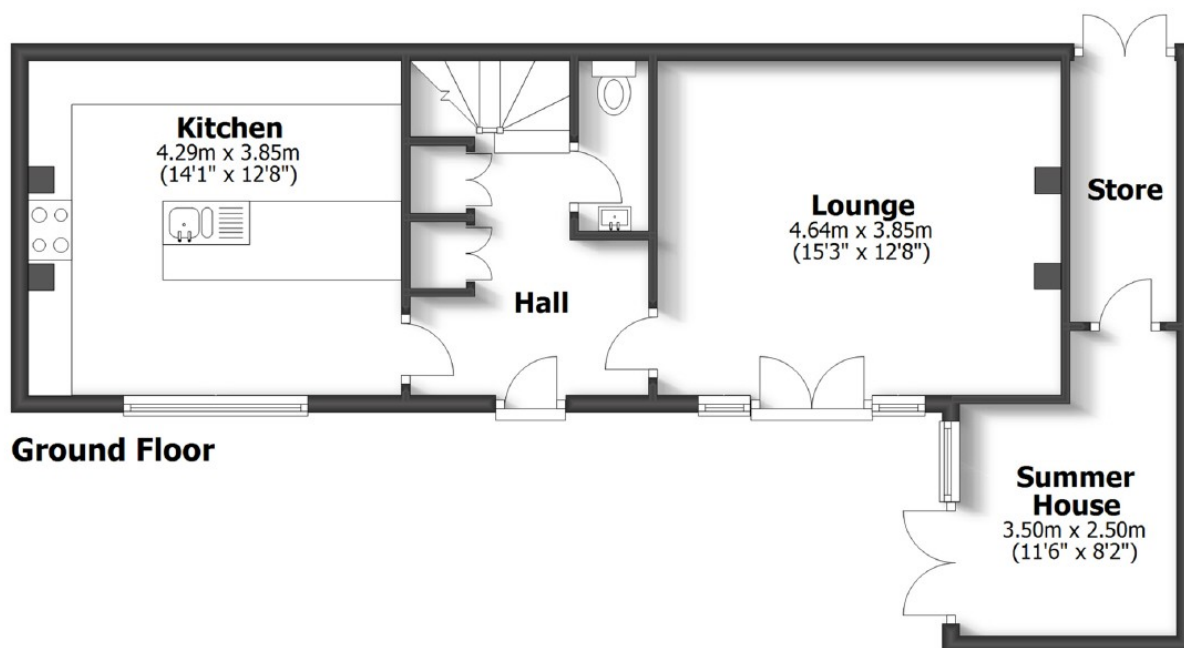 Kitchen
4.29m x 3.85m
(14'1" x 12'8")
Lounge
4.64m x 3.85m
(15'3" x 12'8")
Store
Hall
Ground Floor
Summer
House
3.50m x 2.50m
(11'6" x 8'2")